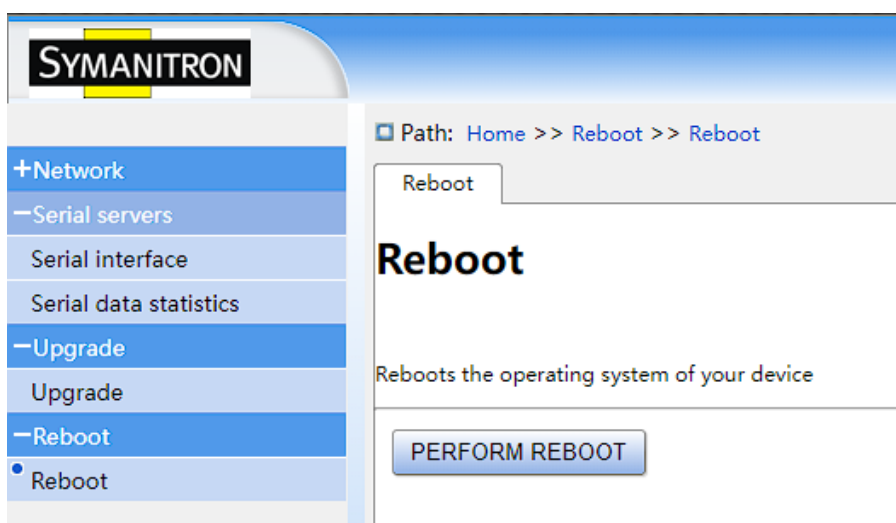 SYMANITRON
Path: Home >> Reboot >> Reboot
+Network
−Serial servers
Serial interface
Serial data statistics
−Upgrade
Upgrade
−Reboot
Reboot
Reboot
Reboot
Reboots the operating system of your device
PERFORM REBOOT